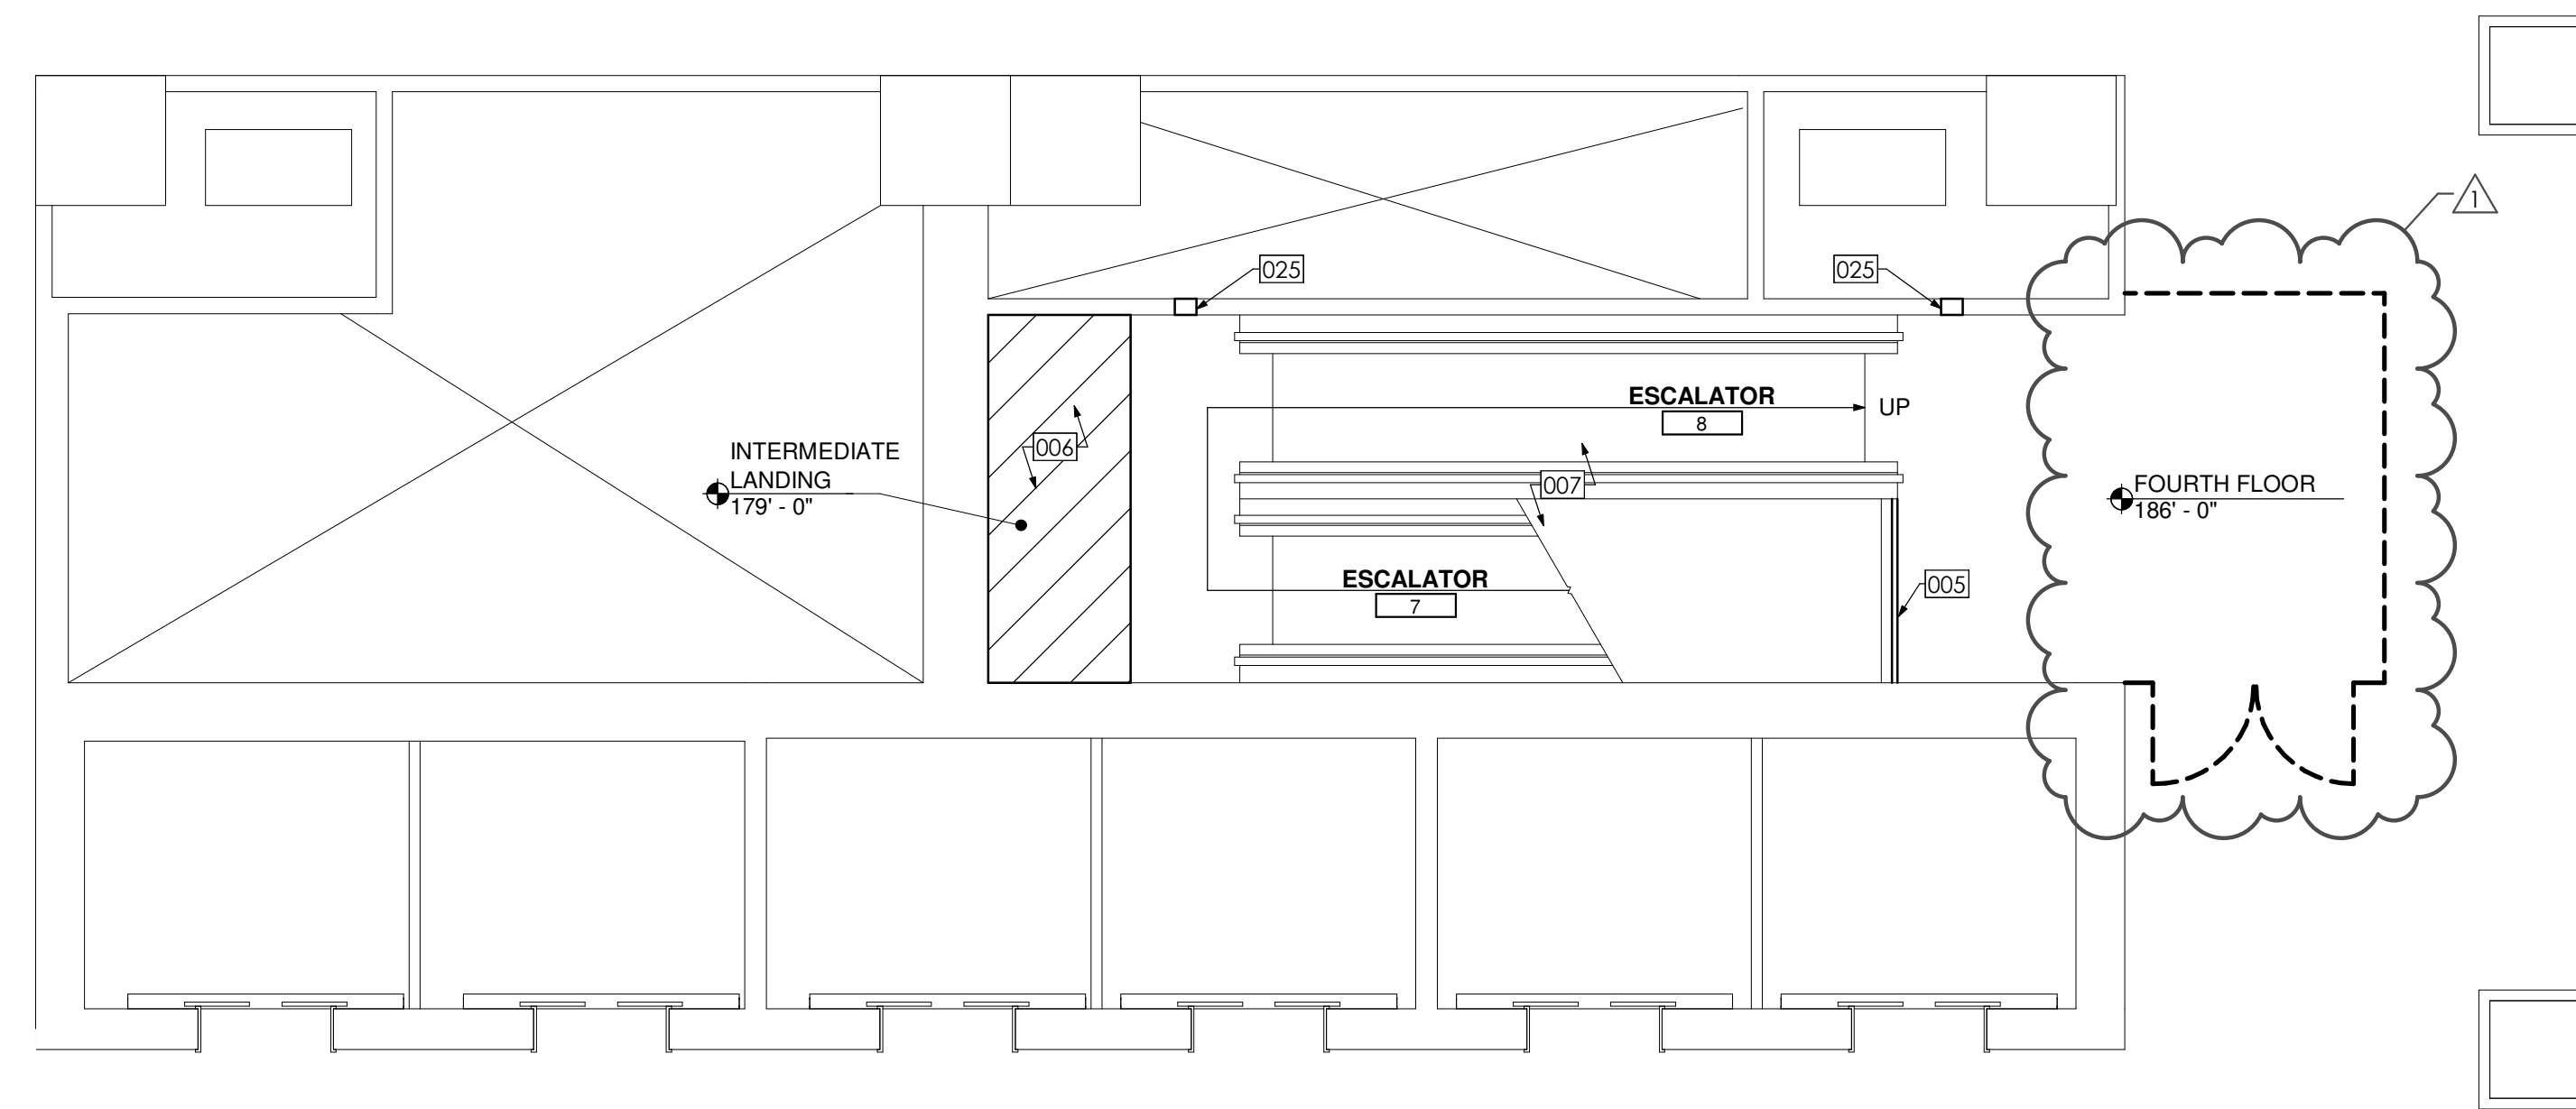 1
025
025
ESCALATOR
8
UP
006
INTERMEDIATE
LANDING
179' - 0"
007
FOURTH FLOOR
186' - 0"
ESCALATOR
7
005